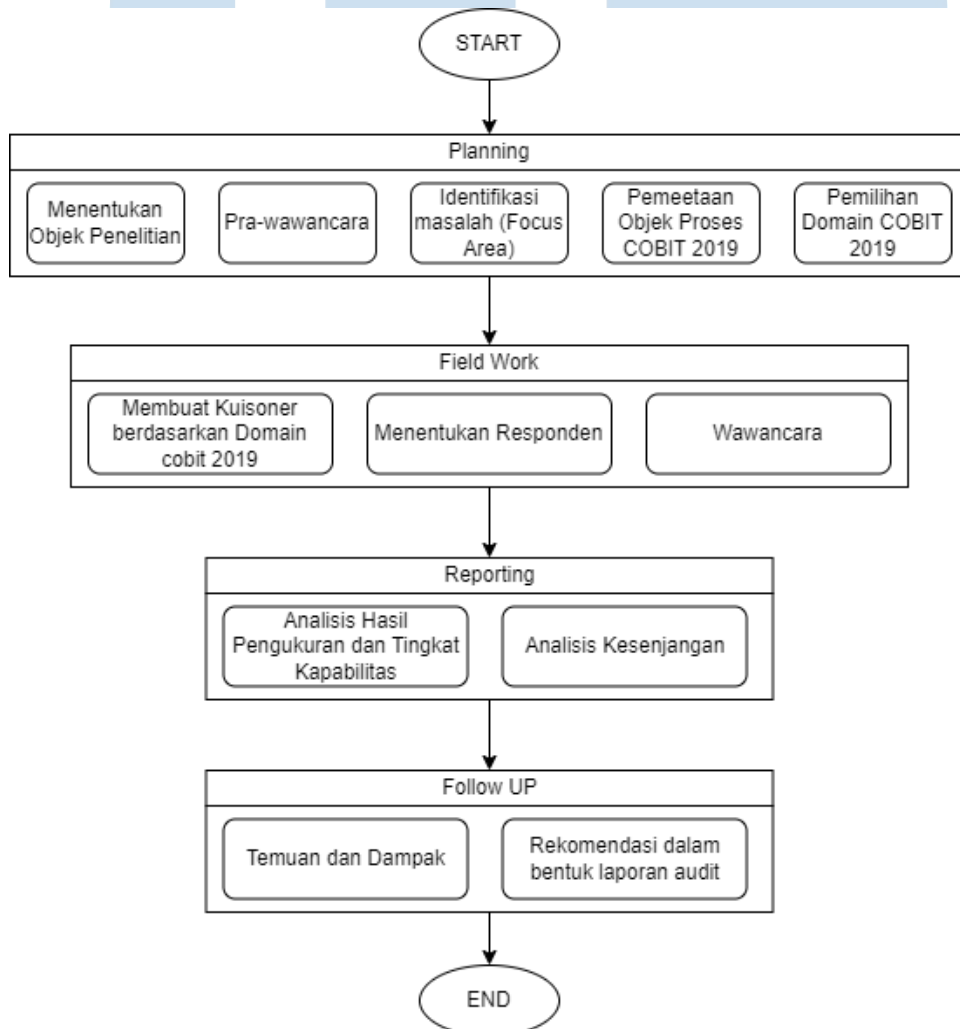 START
Planning
Menentukan
Objek Penelitian
Pra-wawancara
Identifikasi
masalah (Focus
Area)
Pemeetaan
Objek Proses
COBIT 2019
Pemilihan
Domain COBIT
2019
Field Work
Membuat Kuisoner
berdasarkan Domain
cobit 2019
Menentukan Responden
Wawancara
Reporting
Analisis Hasil
Pengukuran dan Tingkat
Kapabilitas
Analisis Kesenjangan
Follow UP
Temuan dan Dampak
Rekomendasi dalam
bentuk laporan audit
END